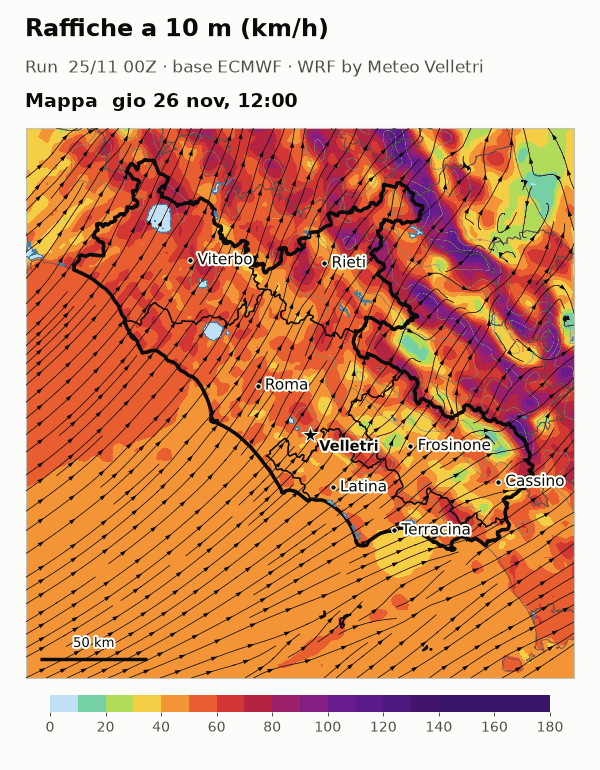 Raffiche a 10 m (km/h)
Run 25/11 00Z · base ECMWF · WRF by Meteo Velletri
Mappa gio 26 nov, 12:00
Viterbo
Rieti
Roma
Velletri
Frosinone
Latina
Cassino
Terracina
50 km
0 20 40 60 80 100 120 140 160 180